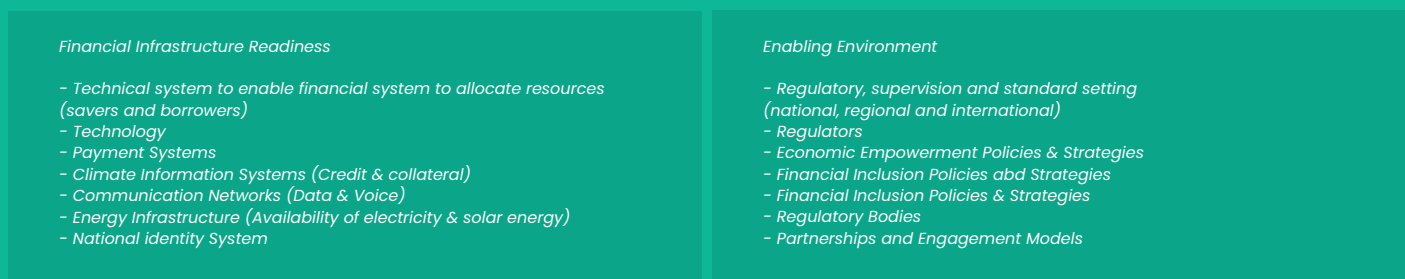 Financial Infrastructure Readiness
- Technical system to enable financial system to allocate resources
(savers and borrowers)
- Technology
- Payment Systems
- Climate Information Systems (Credit & collateral)
- Communication Networks (Data & Voice)
- Energy Infrastructure (Availability of electricity & solar energy)
- National identity System
Enabling Environment
- Regulatory, supervision and standard setting
(national, regional and international)
- Regulators
- Economic Empowerment Policies & Strategies
- Financial Inclusion Policies abd Strategies
- Financial Inclusion Policies & Strategies
- Regulatory Bodies
- Partnerships and Engagement Models